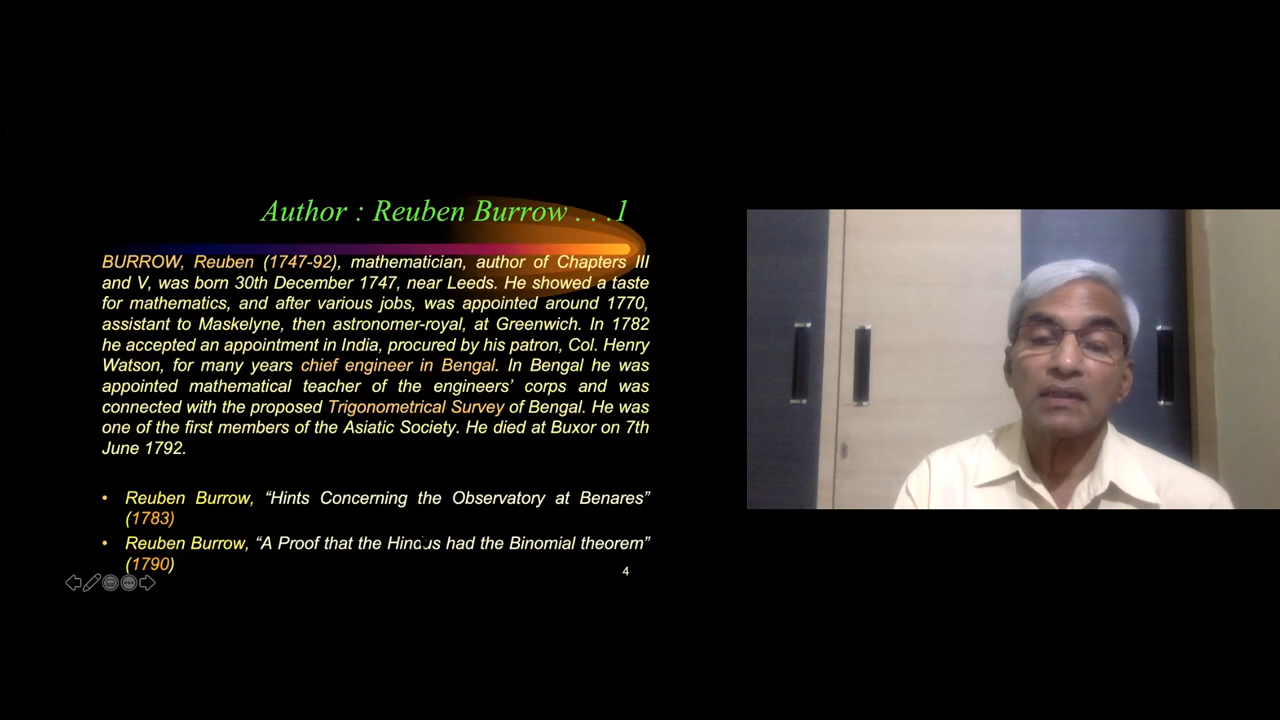 Author : Reuben Burrow . . .1
BURROW, Reuben (1747-92), mathematician, author of Chapters III
and V, was born 30th December 1747, near Leeds. He showed a taste
for mathematics, and after various jobs, was appointed around 1770,
assistant to Maskelyne, then astronomer-royal, at Greenwich. In 1782
he accepted an appointment in India, procured by his patron, Col. Henry
Watson, for many years chief engineer in Bengal. In Bengal he was
appointed mathematical teacher of the engineers’ corps and was
connected with the proposed Trigonometrical Survey of Bengal. He was
one of the first members of the Asiatic Society. He died at Buxor on 7th
June 1792.
• Reuben Burrow, “Hints Concerning the Observatory at Benares”
(1783)
• Reuben Burrow, “A Proof that the Hindus had the Binomial theorem”
(1790)
4